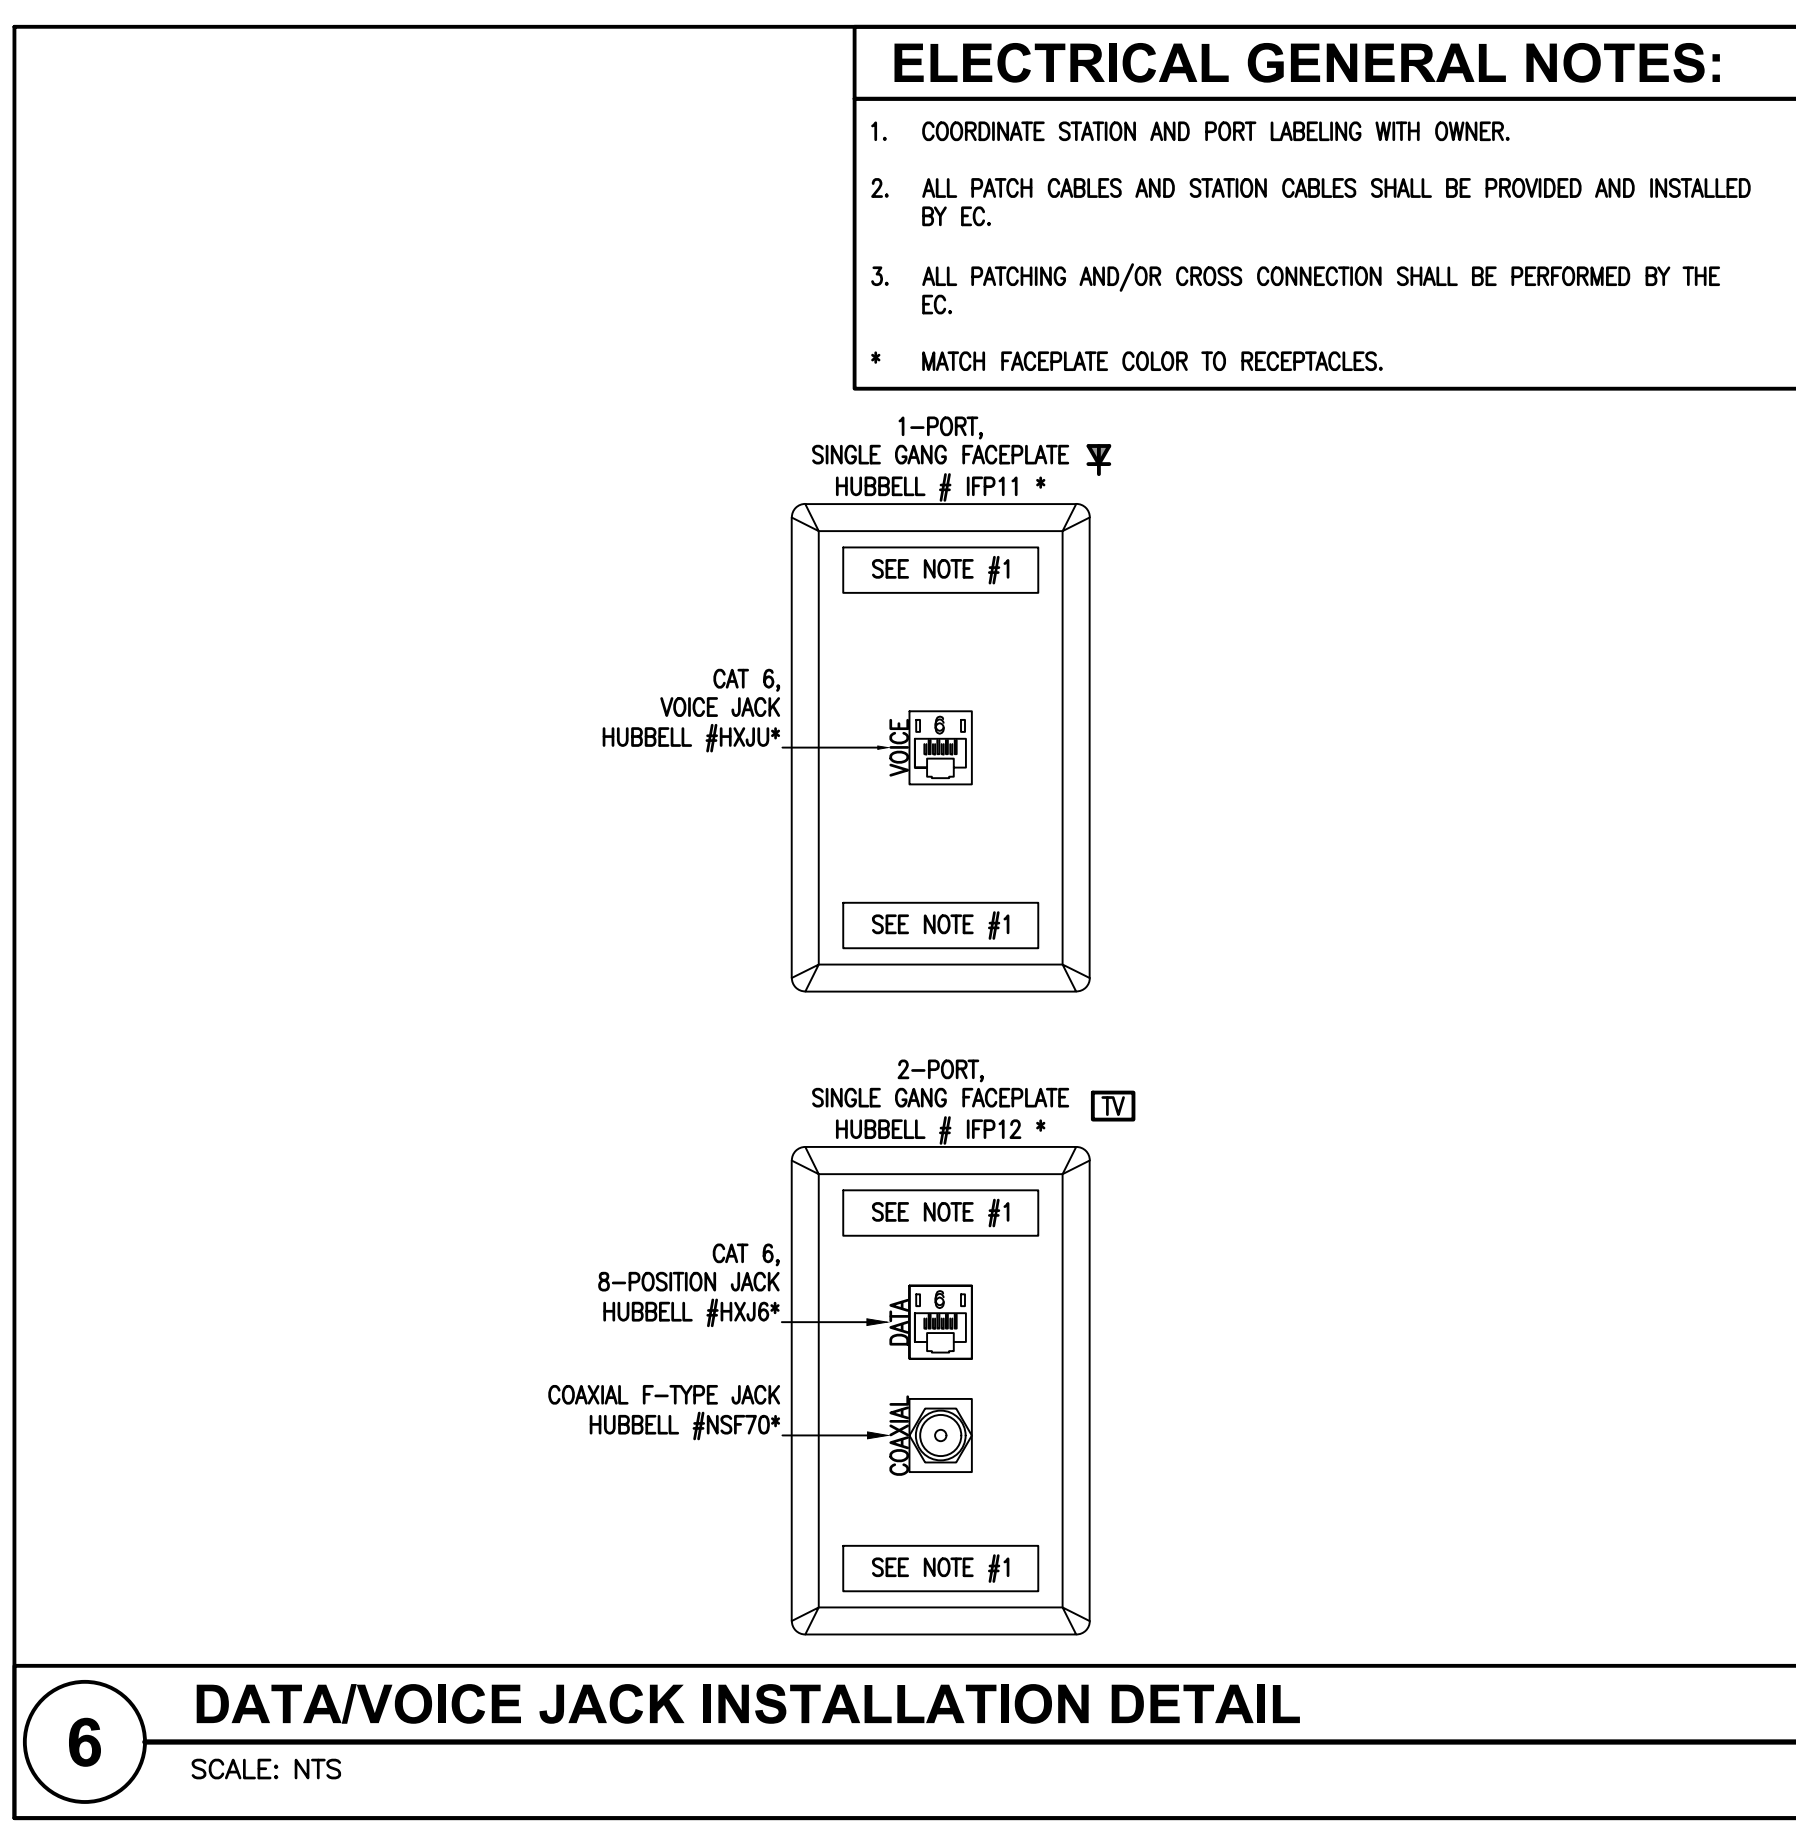 ELECTRICAL GENERAL NOTES:
1. COORDINATE STATION AND PORT LABELING WITH OWNER.
2. ALL PATCH CABLES AND STATION CABLES SHALL BE PROVIDED AND INSTALLED
BY EC.
3. ALL PATCHING AND/OR CROSS CONNECTION SHALL BE PERFORMED BY THE
EC.
* MATCH FACEPLATE COLOR TO RECEPTACLES.
1-PORT,
SINGLE GANG FACEPLATE
HUBBELL # IFP11 *
SEE NOTE #1
CAT 6,
VOICE JACK
HUBBELL #HXJU*
VOICE
6
SEE NOTE #1
2-PORT,
SINGLE GANG FACEPLATE
TV
HUBBELL # IFP12 *
SEE NOTE #1
CAT 6,
8-POSITION JACK
HUBBELL #HXJ6*
DATA
6
COAXIAL F-TYPE JACK
HUBBELL #NSF70*
COAXIAL
SEE NOTE #1
6
DATA/VOICE JACK INSTALLATION DETAIL
SCALE: NTS